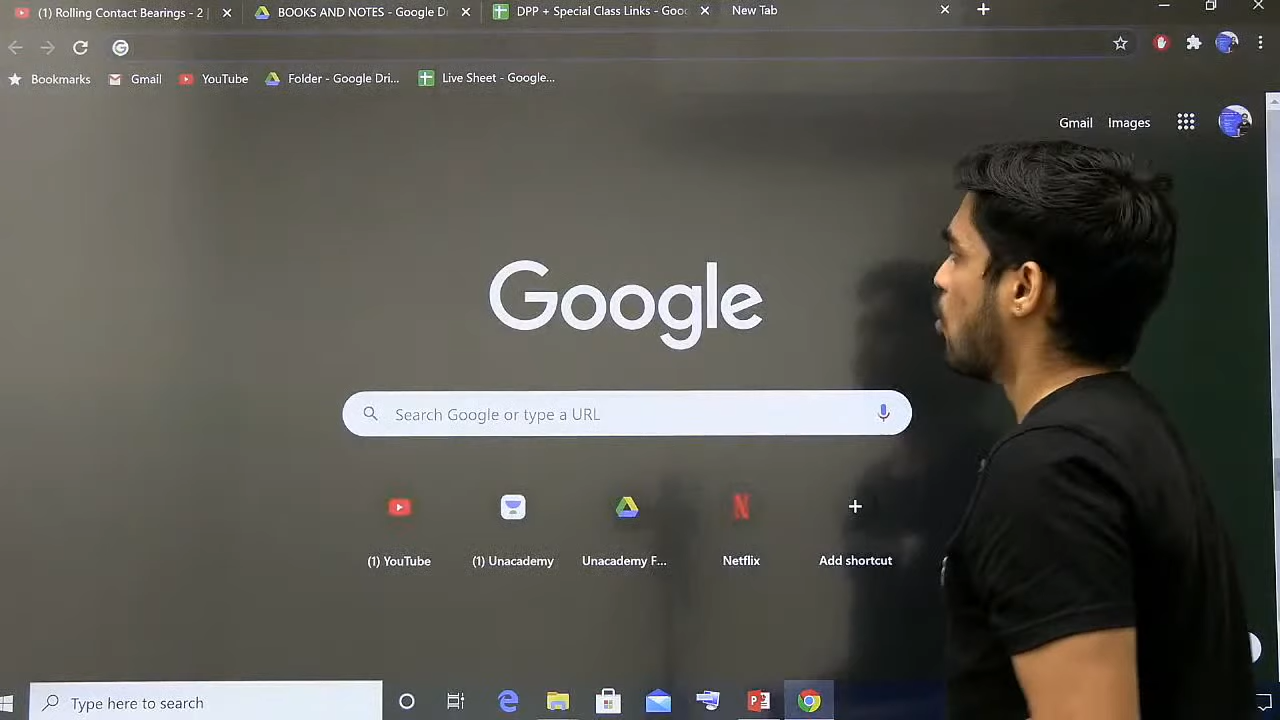 (1) Rolling Contact Bearings - 2 |
BOOKS AND NOTES - Google D
DPP + Special Class Links - Goo
New Tab
Bookmarks
Gmail
YouTube
Folder - Google Dri...
Live Sheet - Google...
Gmail
Images
Google
Search Google or type a URL
(1) YouTube
(1) Unacademy
Unacademy F...
Netflix
Add shortcut
Type here to search